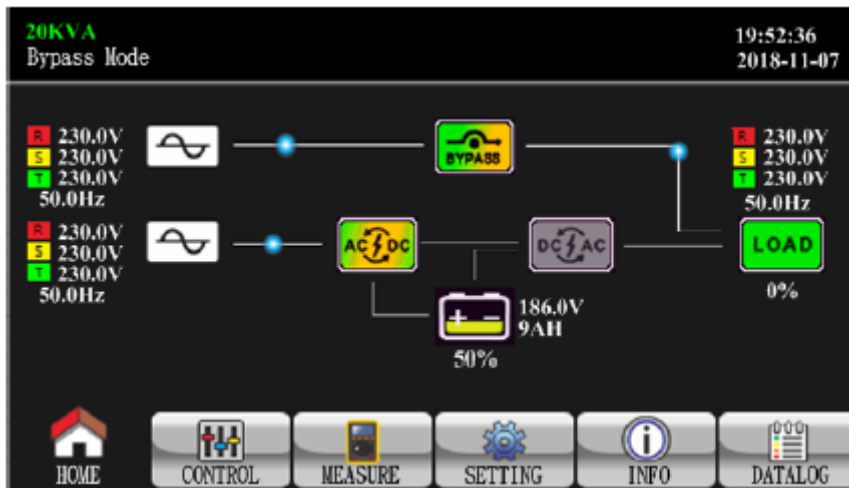 20KVA
Bypass Mode
19:52:36
2018-11-07
R 230.0V
S 230.0V
T 230.0V
50.0Hz
BYPASS
R 230.0V
S 230.0V
T 230.0V
50.0Hz
R 230.0V
S 230.0V
T 230.0V
50.0Hz
AC DC
DC AC
LOAD
0%
186.0V
9AH
50%
HOME
CONTROL
MEASURE
SETTING
INFO
DATALOG